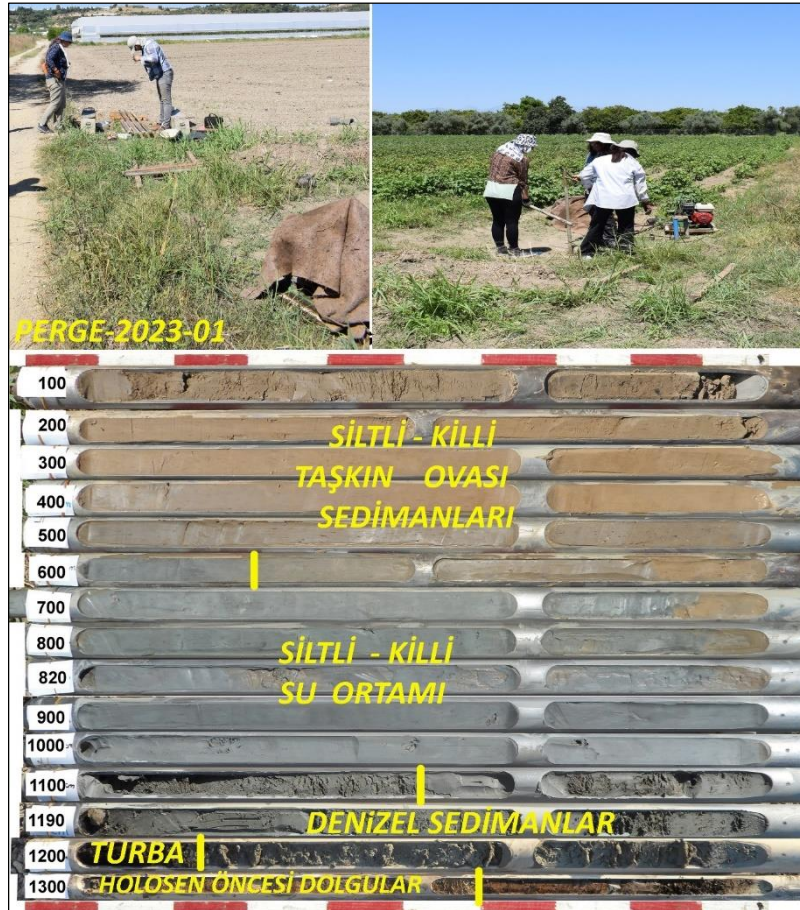 PERGE-2023-01
100
200
SİLTLİ - KİLLİ
300
TAŞKIN OVASI
400
SEDİMANLARI
500
600
700
800
SİLTLİ - KİLLİ
820
SU ORTAMI
900
1000
1100
1190
DENİZEL SEDİMANLAR
1200
TURBA
1300
HOLOSEN ÖNCESİ DOLGULAR